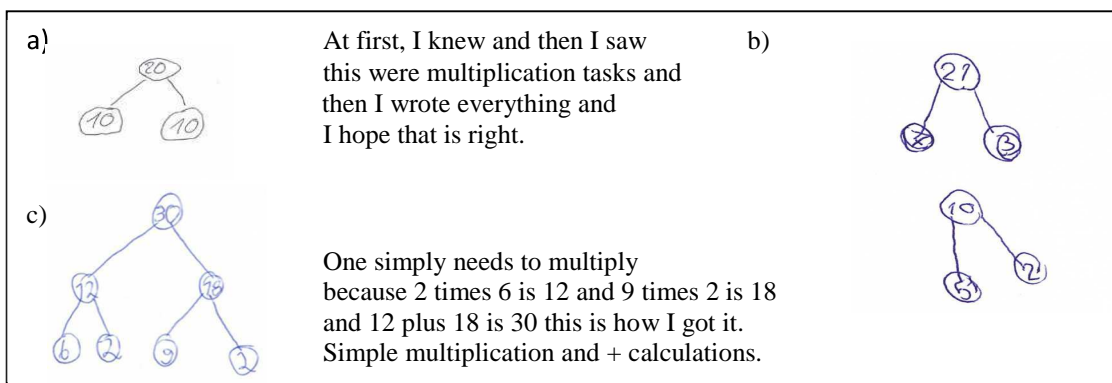 a)
20
10 10
At first, I knew and then I saw
this were multiplication tasks and
then I wrote everything and
I hope that is right.
b)
21
7 3
10
5 2
c)
30
12 18
6 2 9 2
One simply needs to multiply
because 2 times 6 is 12 and 9 times 2 is 18
and 12 plus 18 is 30 this is how I got it.
Simple multiplication and + calculations.